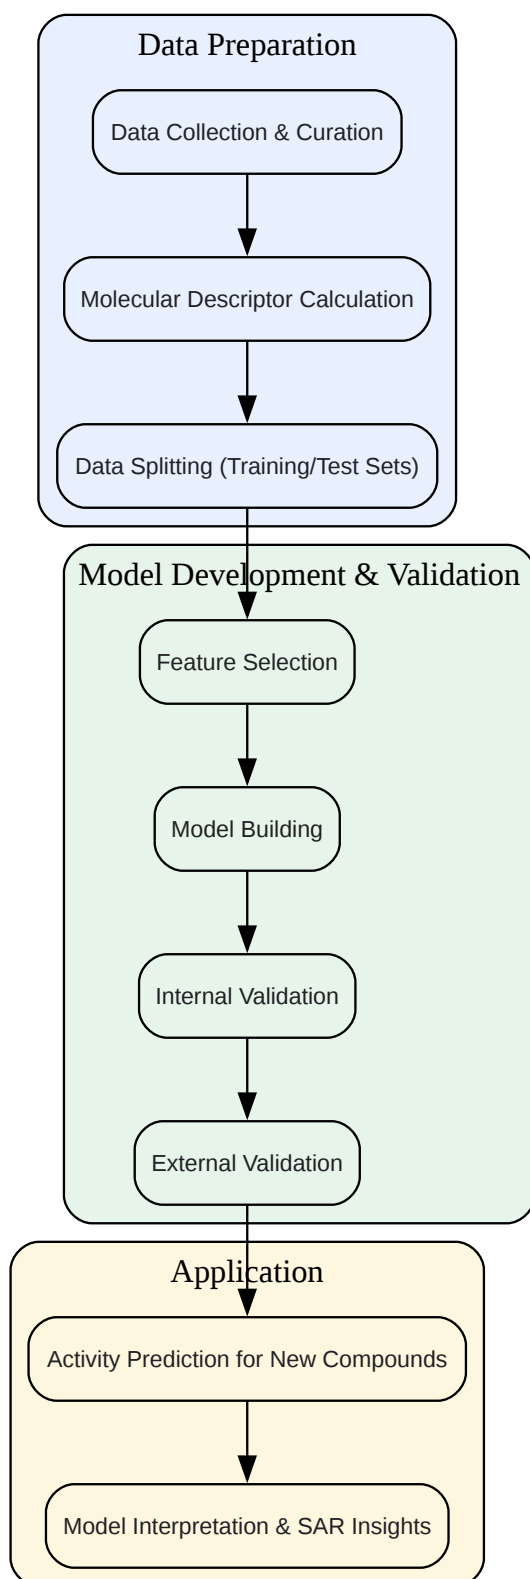 Data Preparation
Data Collection & Curation
Molecular Descriptor Calculation
Data Splitting (Training/Test Sets)
Model Development & Validation
Feature Selection
Model Building
Internal Validation
External Validation
Application
Activity Prediction for New Compounds
Model Interpretation & SAR Insights